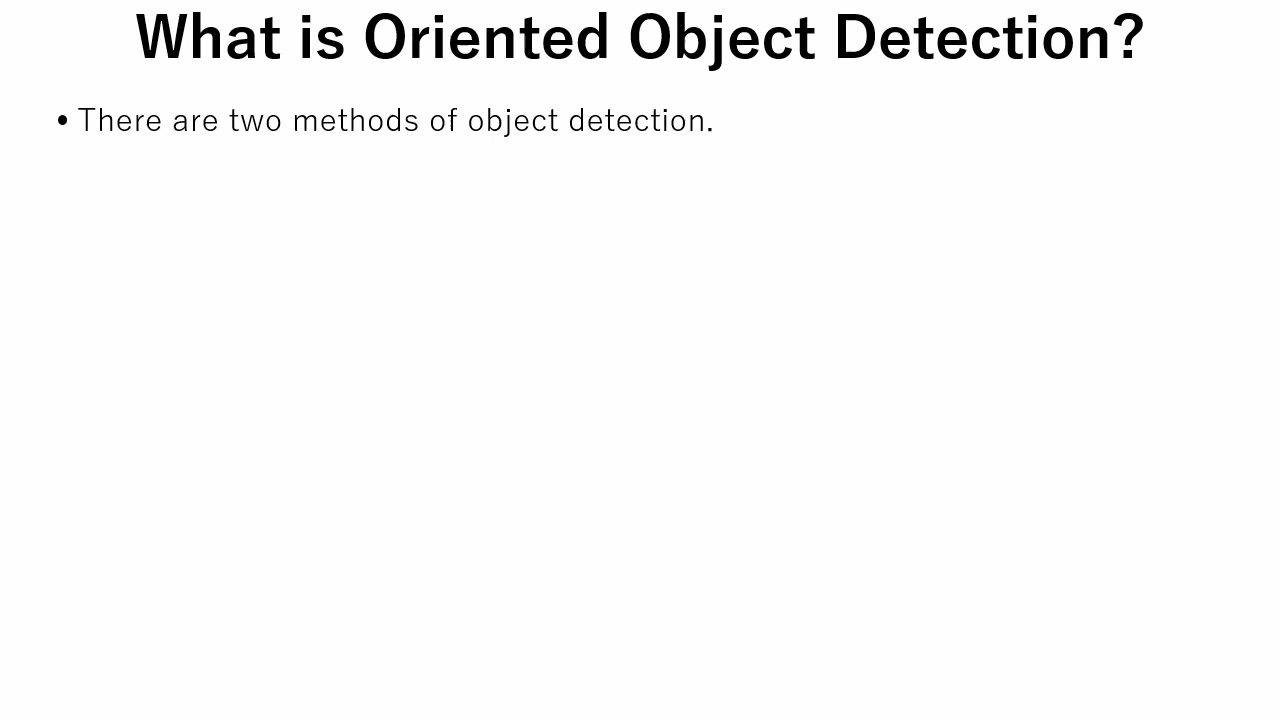 What is Oriented Object Detection?
• There are two methods of object detection.